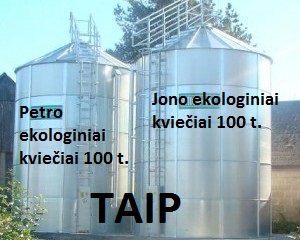 Petro
ekologiniai
kviečiai 100 t.
Jono ekologiniai
kviečiai 100 t.
TAIP